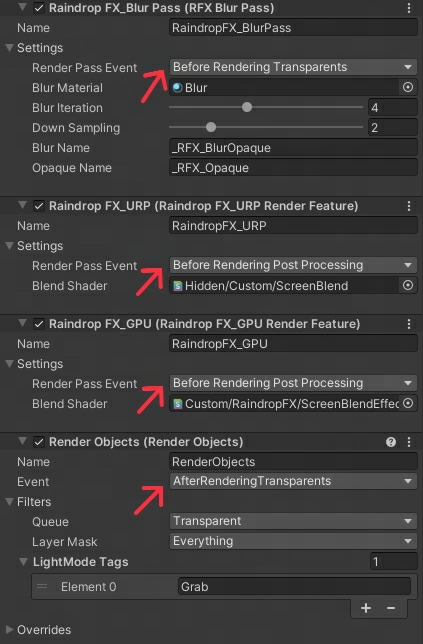 Raindrop FX_Blur Pass (RFX Blur Pass)
Name RaindropFX_BlurPass
Settings
Render Pass Event Before Rendering Transparents
Blur Material Blur
Blur Iteration 4
Down Sampling 2
Blur Name _RFX_BlurOpaque
Opaque Name _RFX_Opaque
Raindrop FX_URP (Raindrop FX_URP Render Feature)
Name RaindropFX_URP
Settings
Render Pass Event Before Rendering Post Processing
Blend Shader Hidden/Custom/ScreenBlend
Raindrop FX_GPU (Raindrop FX_GPU Render Feature)
Name RaindropFX_GPU
Settings
Render Pass Event Before Rendering Post Processing
Blend Shader Custom/RaindropFX/ScreenBlendEffec
Render Objects (Render Objects)
Name RenderObjects
Event AfterRenderingTransparents
Filters
Queue Transparent
Layer Mask Everything
LightMode Tags 1
Element 0 Grab
+ −
Overrides